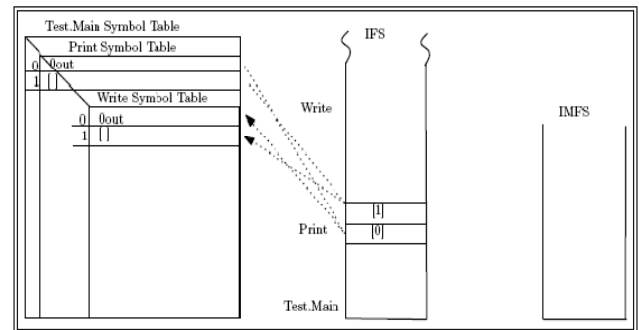 Test.Main Symbol Table
Print Symbol Table
0 0out
1 [ ]
Write Symbol Table
0 0out
1 [ ]
IFS
Write
[1]
Print [0]
Test.Main
IMFS